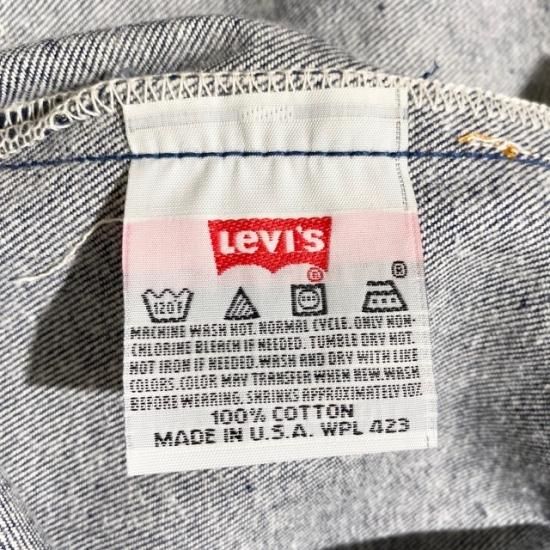 Levi's
®
120
®
MACHINE WASH HOT. NORMAL CYCLE. ONLY NON-
CHLORINE BLEACH IF NEEDED. TUMBLE DRY HOT.
HOT IRON IF NEEDED. WASH AND DRY WITH LIKE
COLORS. COLOR MAY TRANSFER WHEN NEW. WASH
BEFORE WEARING. SHRINKS APPROXIMATELY 10%.
100% COTTON
MADE IN U.S.A. WPL 423